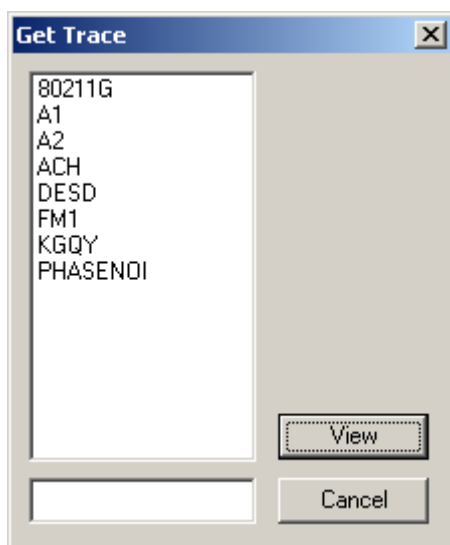 Get Trace
80211G
A1
A2
ACH
DESD
FM1
KGQY
PHASENOI
View
Cancel